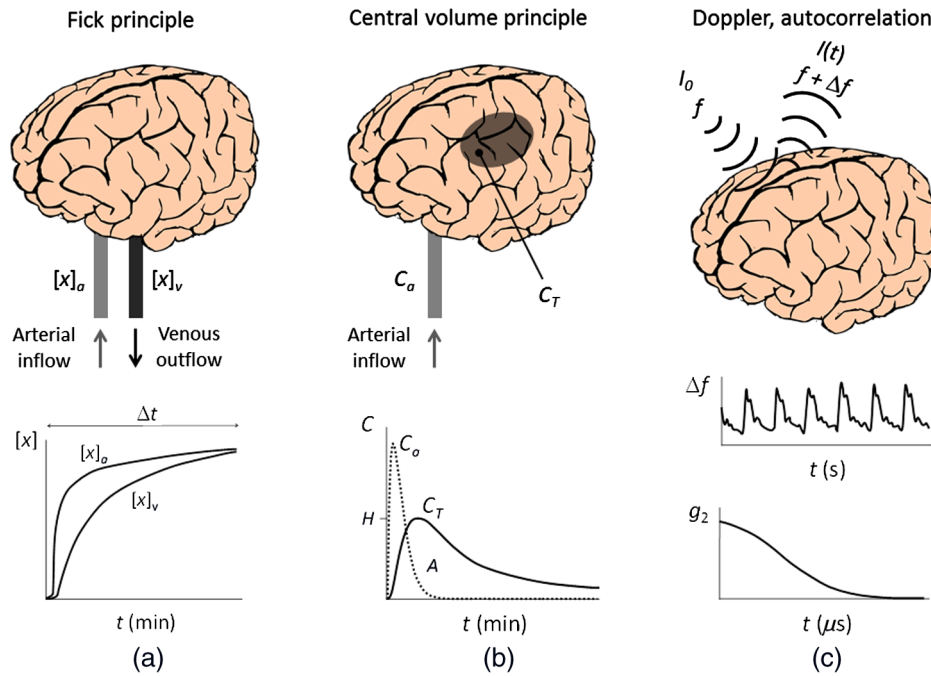 Fick principle
[x]a
[x]v
Arterial
inflow
Venous
outflow
Δt
[x]
[x]a
[x]v
t (min)
(a)
Central volume principle
Ca
CT
Arterial
inflow
C
Ca
H
CT
A
t (min)
(b)
Doppler, autocorrelation
I(t)
f + Δf
I0
f
Δf
t (s)
g2
t (μs)
(c)